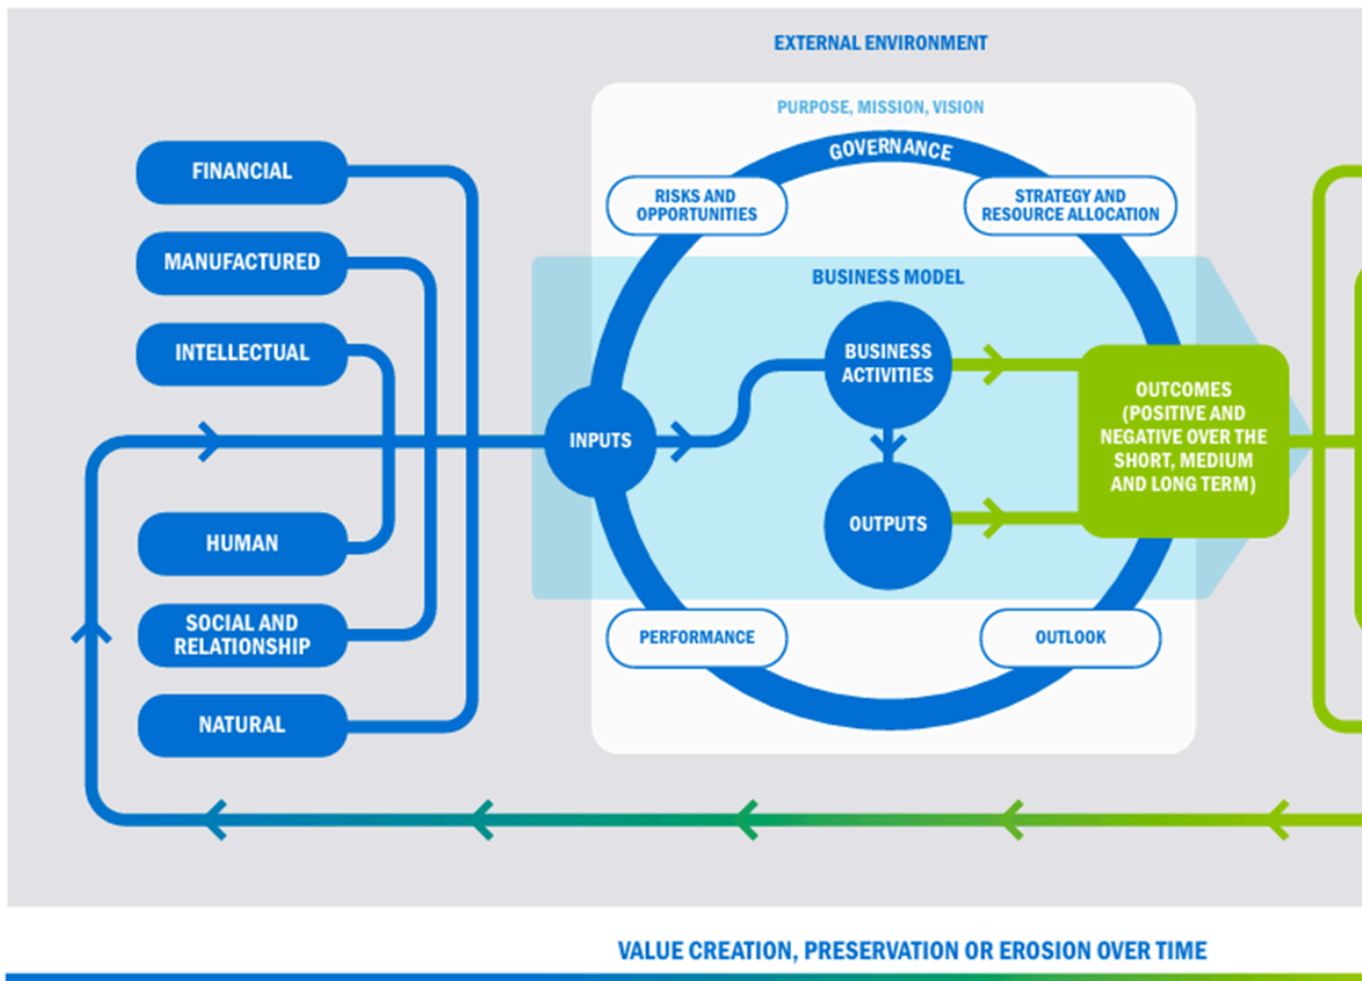 EXTERNAL ENVIRONMENT
PURPOSE, MISSION, VISION
GOVERNANCE
FINANCIAL
MANUFACTURED
INTELLECTUAL
HUMAN
SOCIAL AND
RELATIONSHIP
NATURAL
RISKS AND
OPPORTUNITIES
STRATEGY AND
RESOURCE ALLOCATION
BUSINESS MODEL
INPUTS
BUSINESS
ACTIVITIES
OUTPUTS
OUTCOMES
(POSITIVE AND
NEGATIVE OVER THE
SHORT, MEDIUM
AND LONG TERM)
PERFORMANCE
OUTLOOK
VALUE CREATION, PRESERVATION OR EROSION OVER TIME